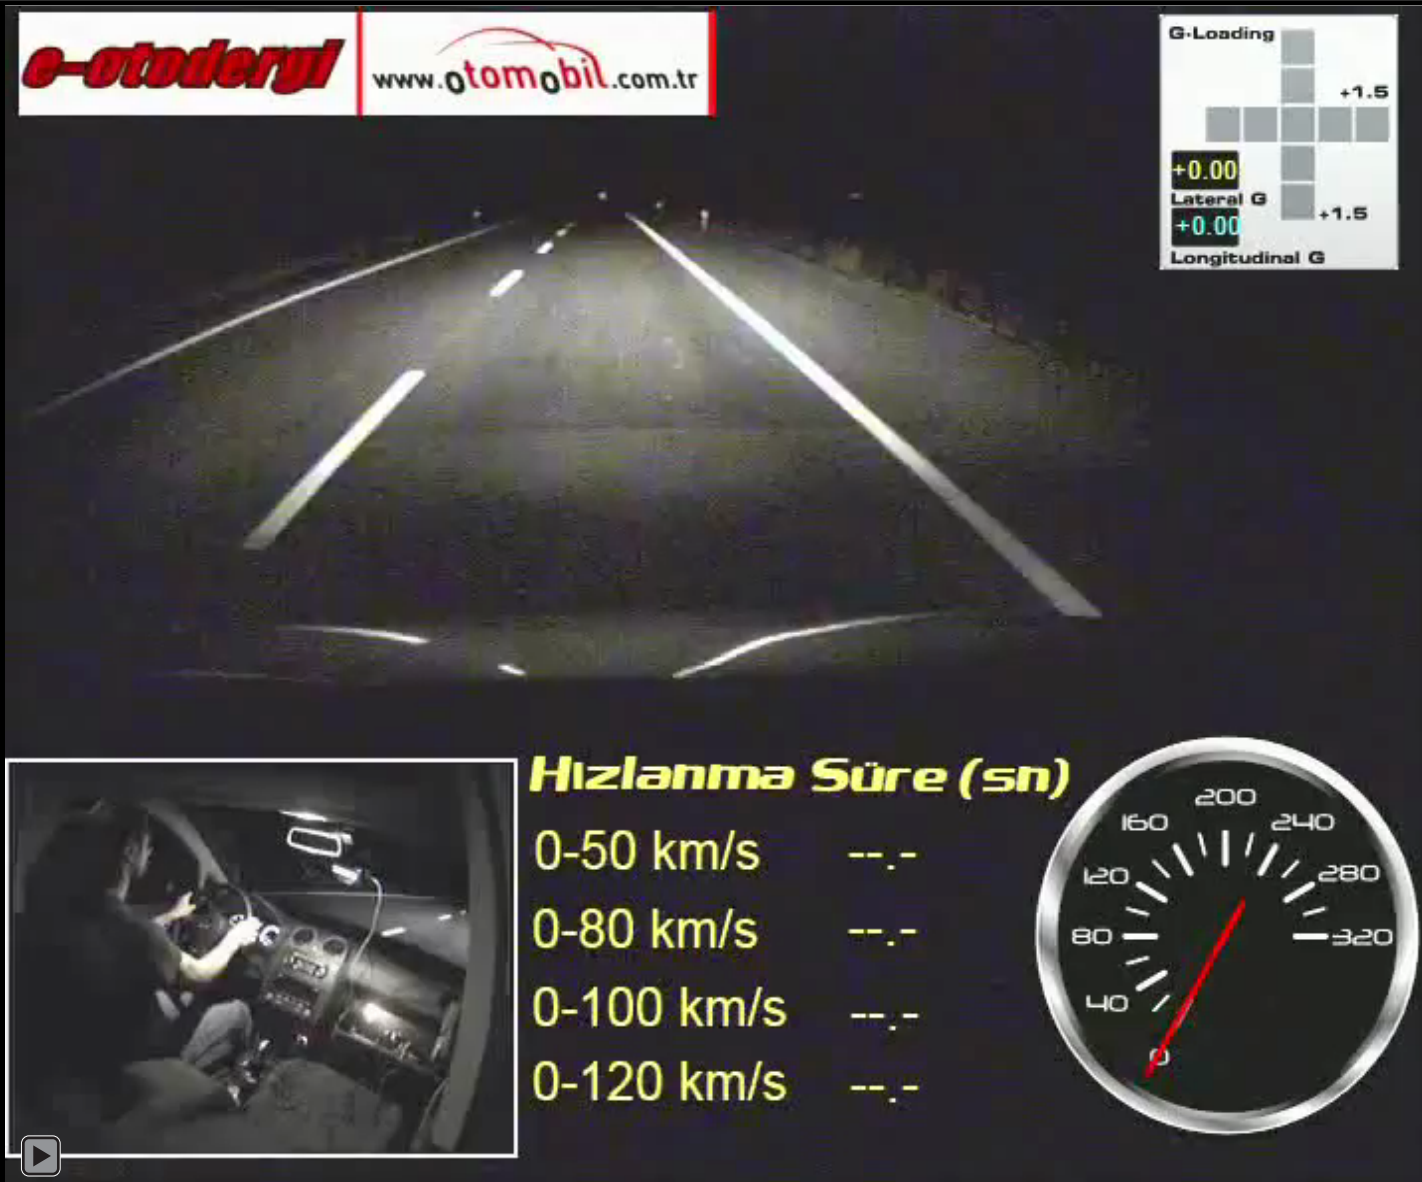 e-otodergi
www.otomobil.com.tr
G-Loading
+1.5
+0.00
Lateral G
+0.00
+1.5
Longitudinal G
Hızlanma Süre (sn)
0-50 km/s --.-
0-80 km/s --.-
0-100 km/s --.-
0-120 km/s --.-
200
160 240
120 280
80 320
40
0